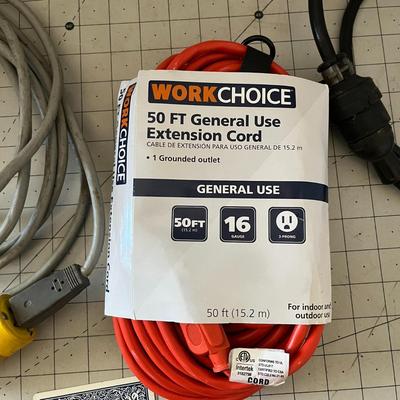 WORKCHOICE
50 FT General Use
Extension Cord
CABLE DE EXTENSIÓN PARA USO GENERAL DE 15.2 m
• 1 Grounded outlet
GENERAL USE
50FT
(15.2 m)
16
GAUGE
3-PRONG
50 ft (15.2 m)
For indoor and
outdoor use
WORKCHOICE
Intertek
CORD